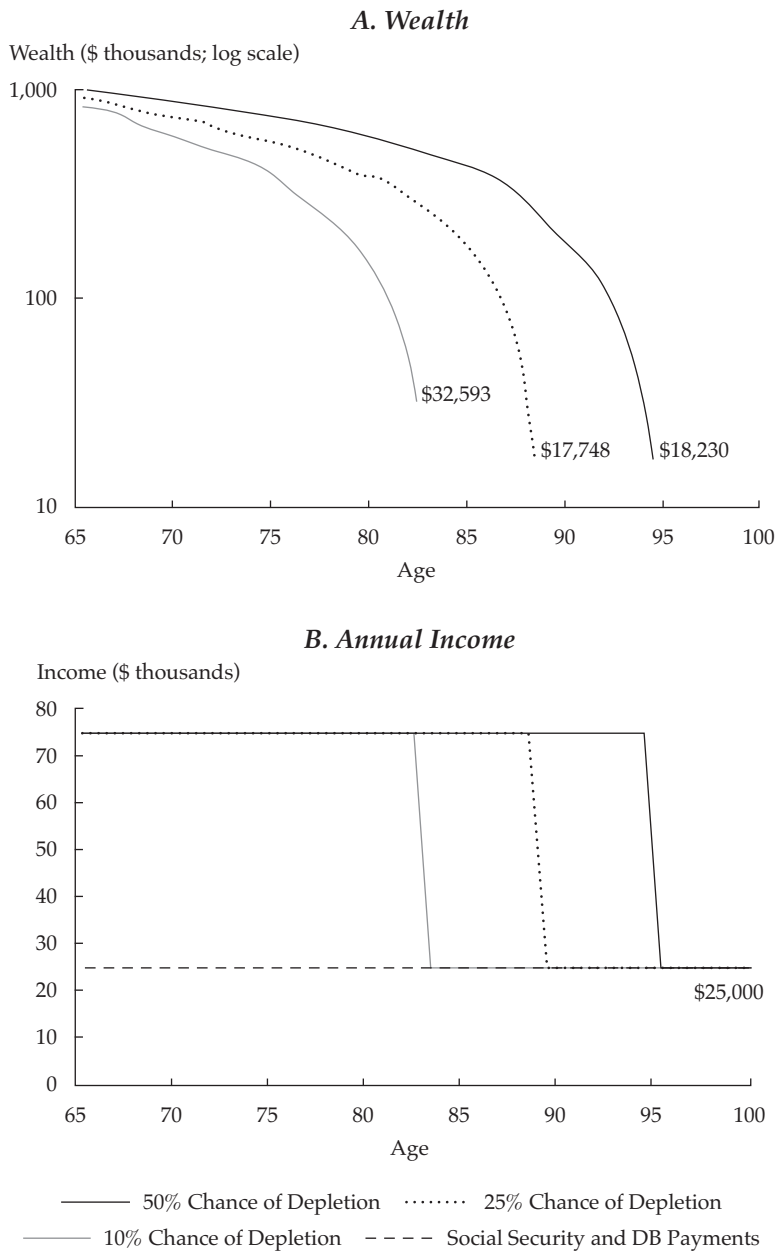 A. Wealth
Wealth ($ thousands; log scale)
1,000
100
10
$32,593
$17,748
$18,230
65 70 75 80 85 90 95 100
Age
B. Annual Income
Income ($ thousands)
80
70
60
50
40
30
20
10
0
$25,000
65 70 75 80 85 90 95 100
Age
50% Chance of Depletion 25% Chance of Depletion
10% Chance of Depletion Social Security and DB Payments